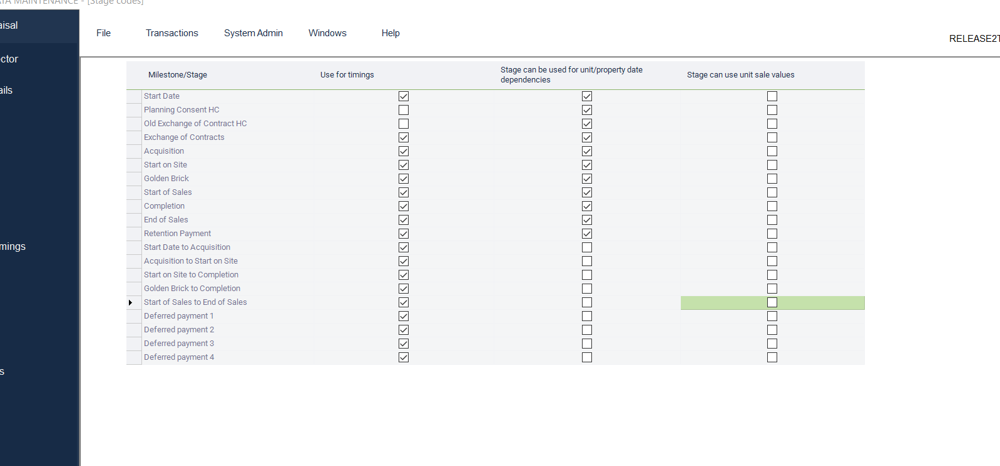 DATA MAINTENANCE - [Stage codes]
File Transactions System Admin Windows Help
RELEASE2T
aisal
ctor
ails
mings
s
Milestone/Stage Use for timings Stage can be used for unit/property date dependencies Stage can use unit sale values
Start Date
Planning Consent HC
Old Exchange of Contract HC
Exchange of Contracts
Acquisition
Start on Site
Golden Brick
Start of Sales
Completion
End of Sales
Retention Payment
Start Date to Acquisition
Acquisition to Start on Site
Start on Site to Completion
Golden Brick to Completion
Start of Sales to End of Sales
Deferred payment 1
Deferred payment 2
Deferred payment 3
Deferred payment 4